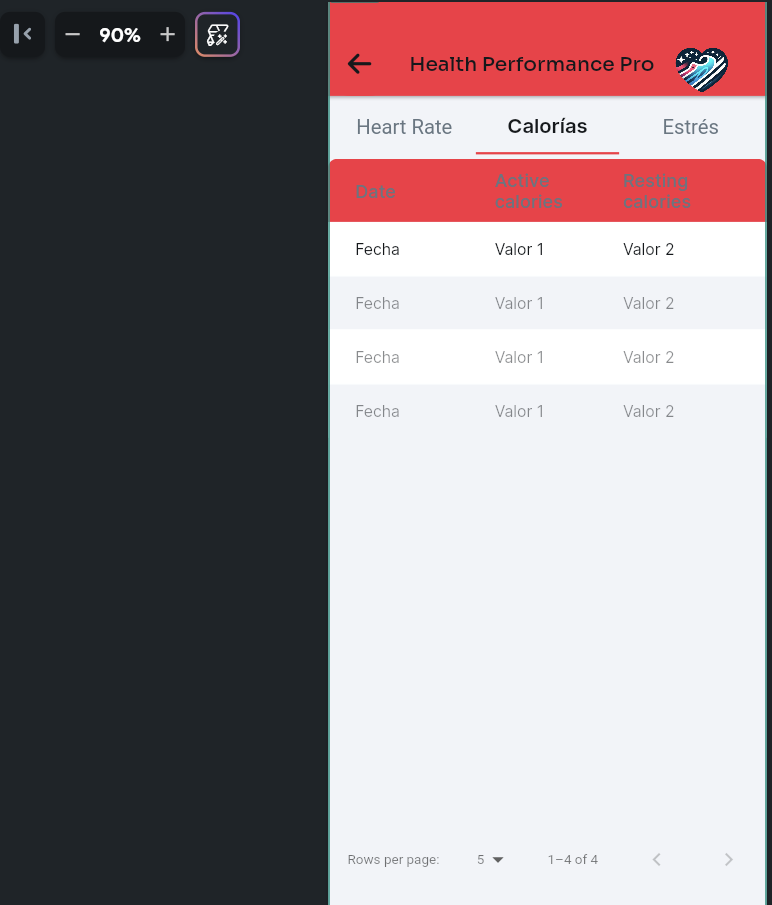 90%
Health Performance Pro
Heart Rate Calorías Estrés
Date Active calories Resting calories
Fecha Valor 1 Valor 2
Fecha Valor 1 Valor 2
Fecha Valor 1 Valor 2
Fecha Valor 1 Valor 2
Rows per page: 5 1–4 of 4